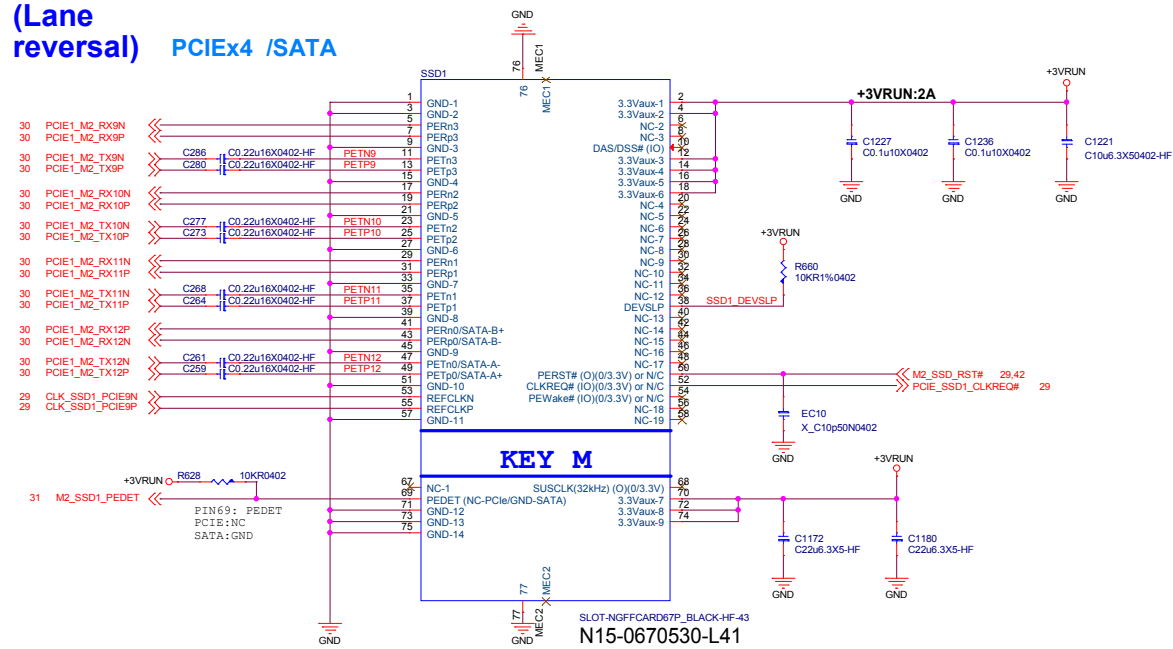 (Lane
reversal) PCIEx4 /SATA
GND
76
MEC1
SSD1
76
MEC1
+3VRUN
+3VRUN:2A
1 GND-1 3.3Vaux-1 2
3 GND-2 3.3Vaux-2 4
30 PCIE1_M2_RX9N 5 PERn3 NC-2 6
30 PCIE1_M2_RX9P 7 PERp3 NC-3 8
9 GND-3 DAS/DSS# (IO) 10
30 PCIE1_M2_TX9N C286 C0.22u16X0402-HF PETN9 11 PETn3 3.3Vaux-3 12
30 PCIE1_M2_TX9P C280 C0.22u16X0402-HF PETP9 13 PETp3 3.3Vaux-4 14
15 GND-4 3.3Vaux-5 16
30 PCIE1_M2_RX10N 17 PERn2 3.3Vaux-6 18
30 PCIE1_M2_RX10P 19 PERp2 NC-4 20
21 GND-5 NC-5 22
30 PCIE1_M2_TX10N C277 C0.22u16X0402-HF PETN10 23 PETn2 NC-6 24
30 PCIE1_M2_TX10P C273 C0.22u16X0402-HF PETP10 25 PETp2 NC-7 26
27 GND-6 NC-8 28
30 PCIE1_M2_RX11N 29 PERn1 NC-9 30
30 PCIE1_M2_RX11P 31 PERp1 NC-10 32
33 GND-7 NC-11 34
30 PCIE1_M2_TX11N C268 C0.22u16X0402-HF PETN11 35 PETn1 NC-12 36
30 PCIE1_M2_TX11P C264 C0.22u16X0402-HF PETP11 37 PETp1 DEVSLP 38 SSD1_DEVSLP
39 GND-8 NC-13 40
30 PCIE1_M2_RX12P 41 PERn0/SATA-B+ NC-14 42
30 PCIE1_M2_RX12N 43 PERp0/SATA-B- NC-15 44
45 GND-9 NC-16 46
30 PCIE1_M2_TX12N C261 C0.22u16X0402-HF PETN12 47 PETn0/SATA-A- NC-17 48
30 PCIE1_M2_TX12P C259 C0.22u16X0402-HF PETP12 49 PETp0/SATA-A+ PERST# (O)(0/3.3V) or N/C 50 M2_SSD_RST# 29,42
51 GND-10 CLKREQ# (IO)(0/3.3V) or N/C 52 PCIE_SSD1_CLKREQ# 29
29 CLK_SSD1_PCIE9N 53 REFCLKN PEWake# (IO)(0/3.3V) or N/C 54
29 CLK_SSD1_PCIE9P 55 REFCLKP NC-18 56
57 GND-11 NC-19 58
C1227
C0.1u10X0402
C1236
C0.1u10X0402
C1221
C10u6.3X50402-HF
GND GND GND
+3VRUN
R660
10KR1%0402
EC10
X_C10p50N0402
GND
KEY M
+3VRUN R628 10KR0402
67 NC-1 SUSCLK(32kHz) (O)(0/3.3V) 68
31 M2_SSD1_PEDET 69 PEDET (NC-PCIe/GND-SATA) 3.3Vaux-7 70
71 GND-12 3.3Vaux-8 72
73 GND-13 3.3Vaux-9 74
75 GND-14
PIN69: PEDET
PCIE:NC
SATA:GND
+3VRUN
C1172
C22u6.3X5-HF
C1180
C22u6.3X5-HF
GND GND
77
MEC2
77
MEC2
GND GND
SLOT-NGFFCARD67P_BLACK-HF-43
N15-0670530-L41